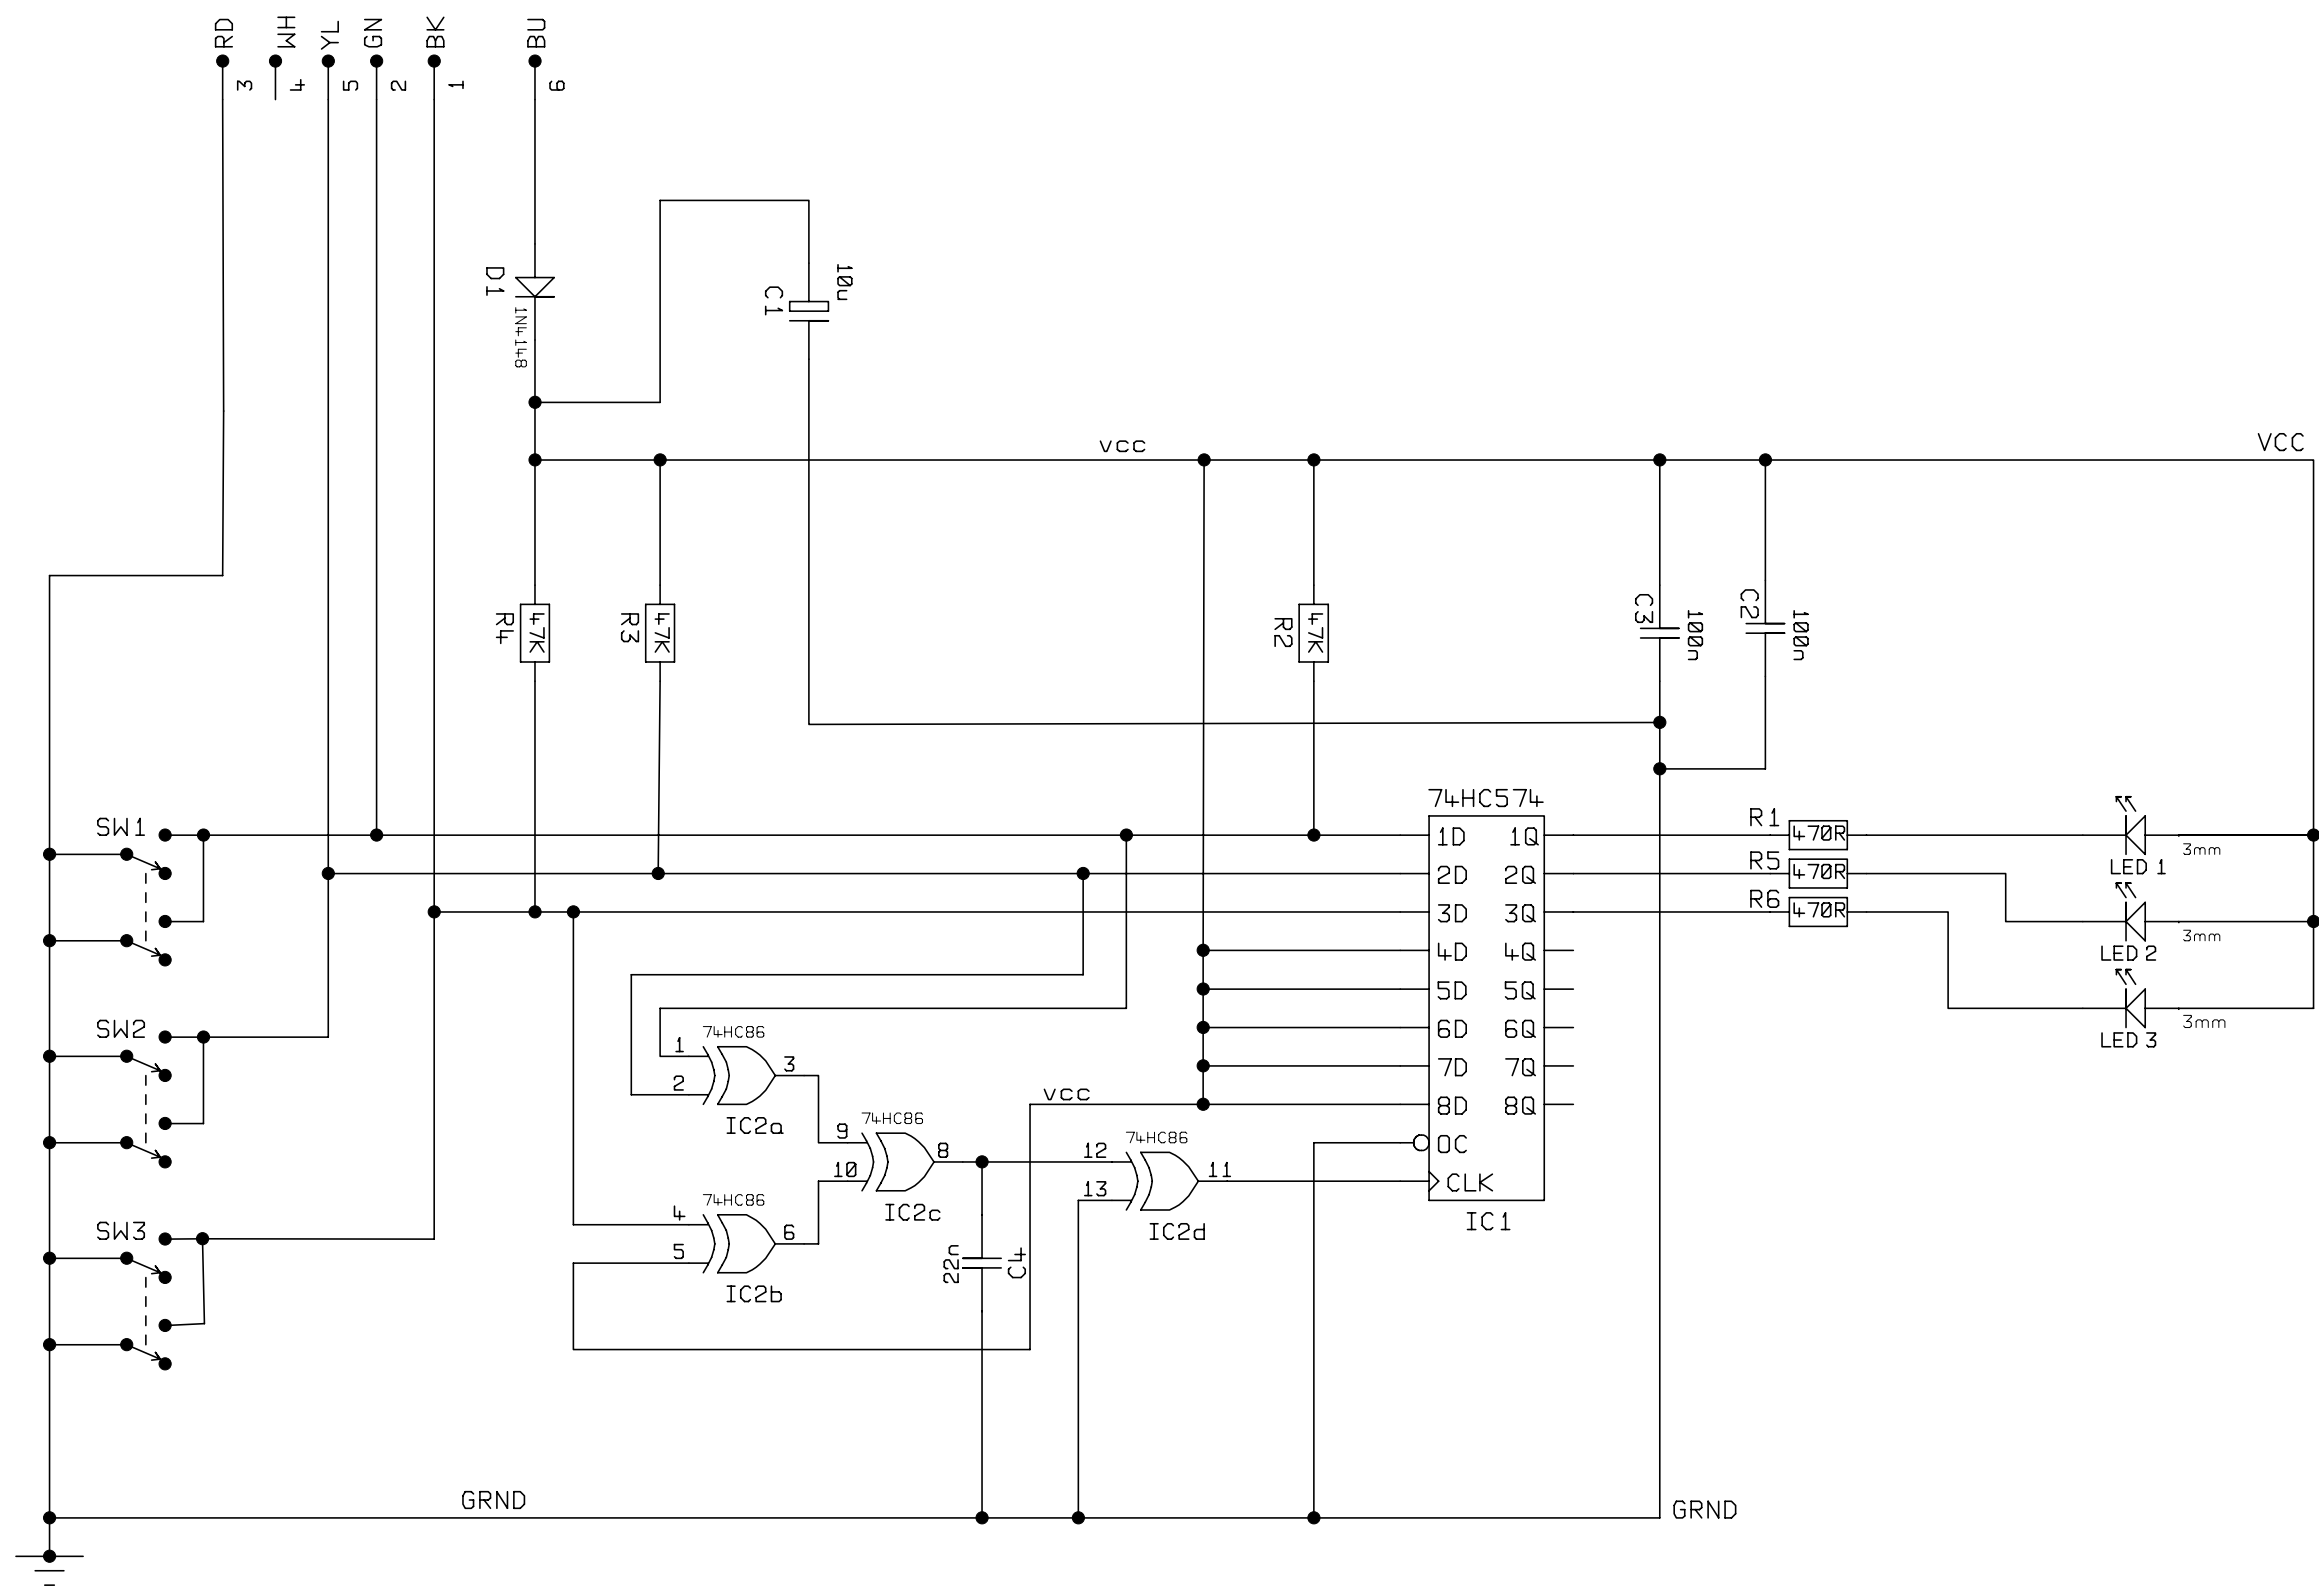 RD
WH
YL
GN
BK
BU
3
4
5
2
1
6
D1
1N4148
C1
10u
vcc
VCC
R4
47K
R3
47K
R2
47K
C3
100n
C2
100n
74HC574
SW1
1D 1Q
R1
470R
3mm
LED 1
2D 2Q
R5
470R
3D 3Q
R6
470R
3mm
LED 2
4D 4Q
5D 5Q
SW2
74HC86
1
2
3
IC2a
6D 6Q
3mm
LED 3
7D 7Q
vcc
8D 8Q
74HC86
9
10
8
IC2c
74HC86
12
13
11
IC2d
OC
CLK
IC1
SW3
74HC86
4
5
6
IC2b
22n
C4
GRND
GRND